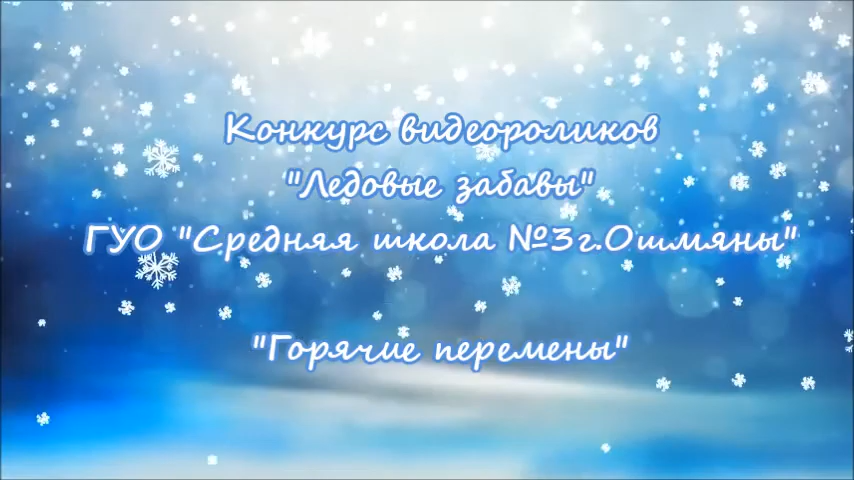 Конкурс видеороликов
"Ледовые забавы"
ГУО "Средняя школа №3г.Ошмяны"
"Горячие перемены"